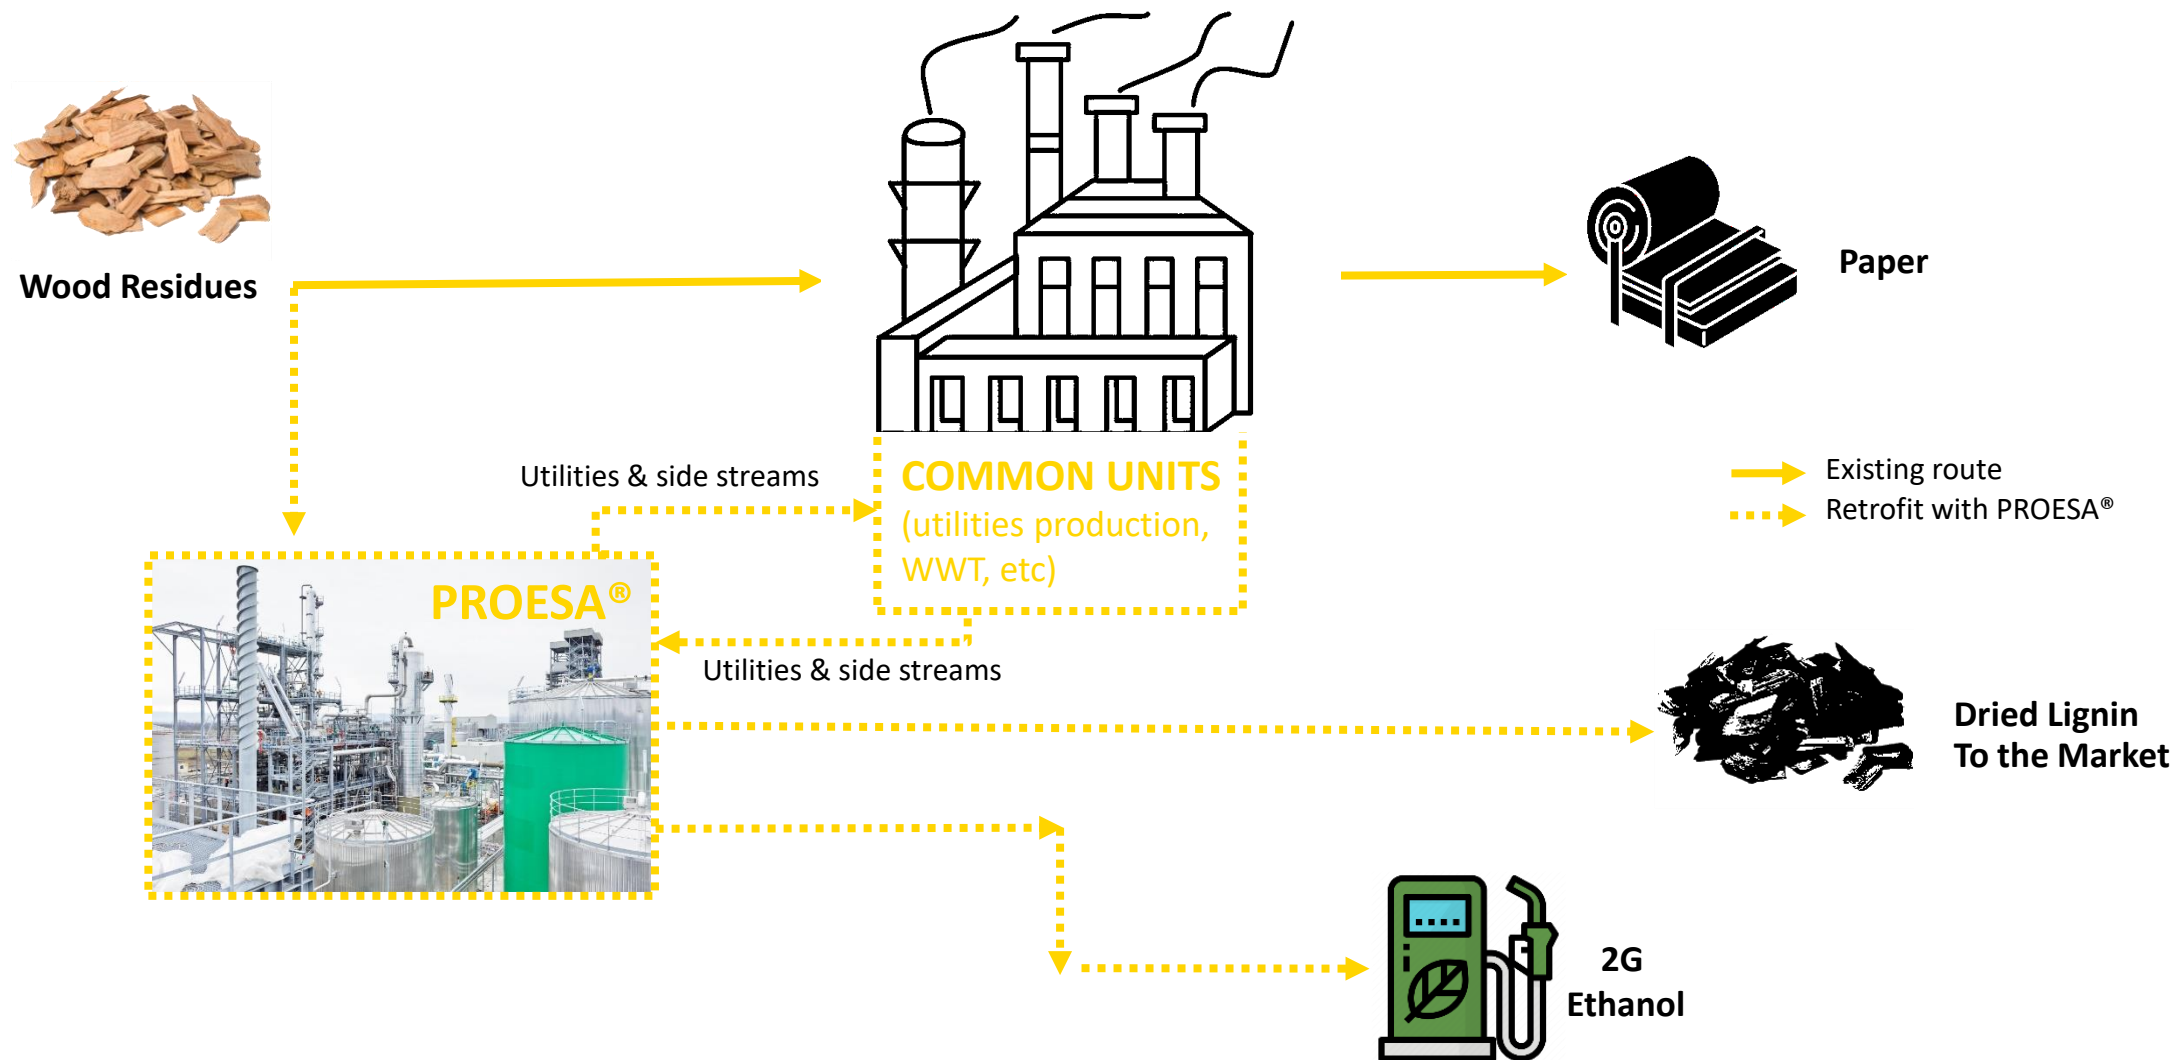 Wood Residues
Paper
Utilities & side streams
COMMON UNITS
(utilities production,
WWT, etc)
Existing route
Retrofit with PROESA®
PROESA®
Utilities & side streams
Dried Lignin
To the Market
2G
Ethanol